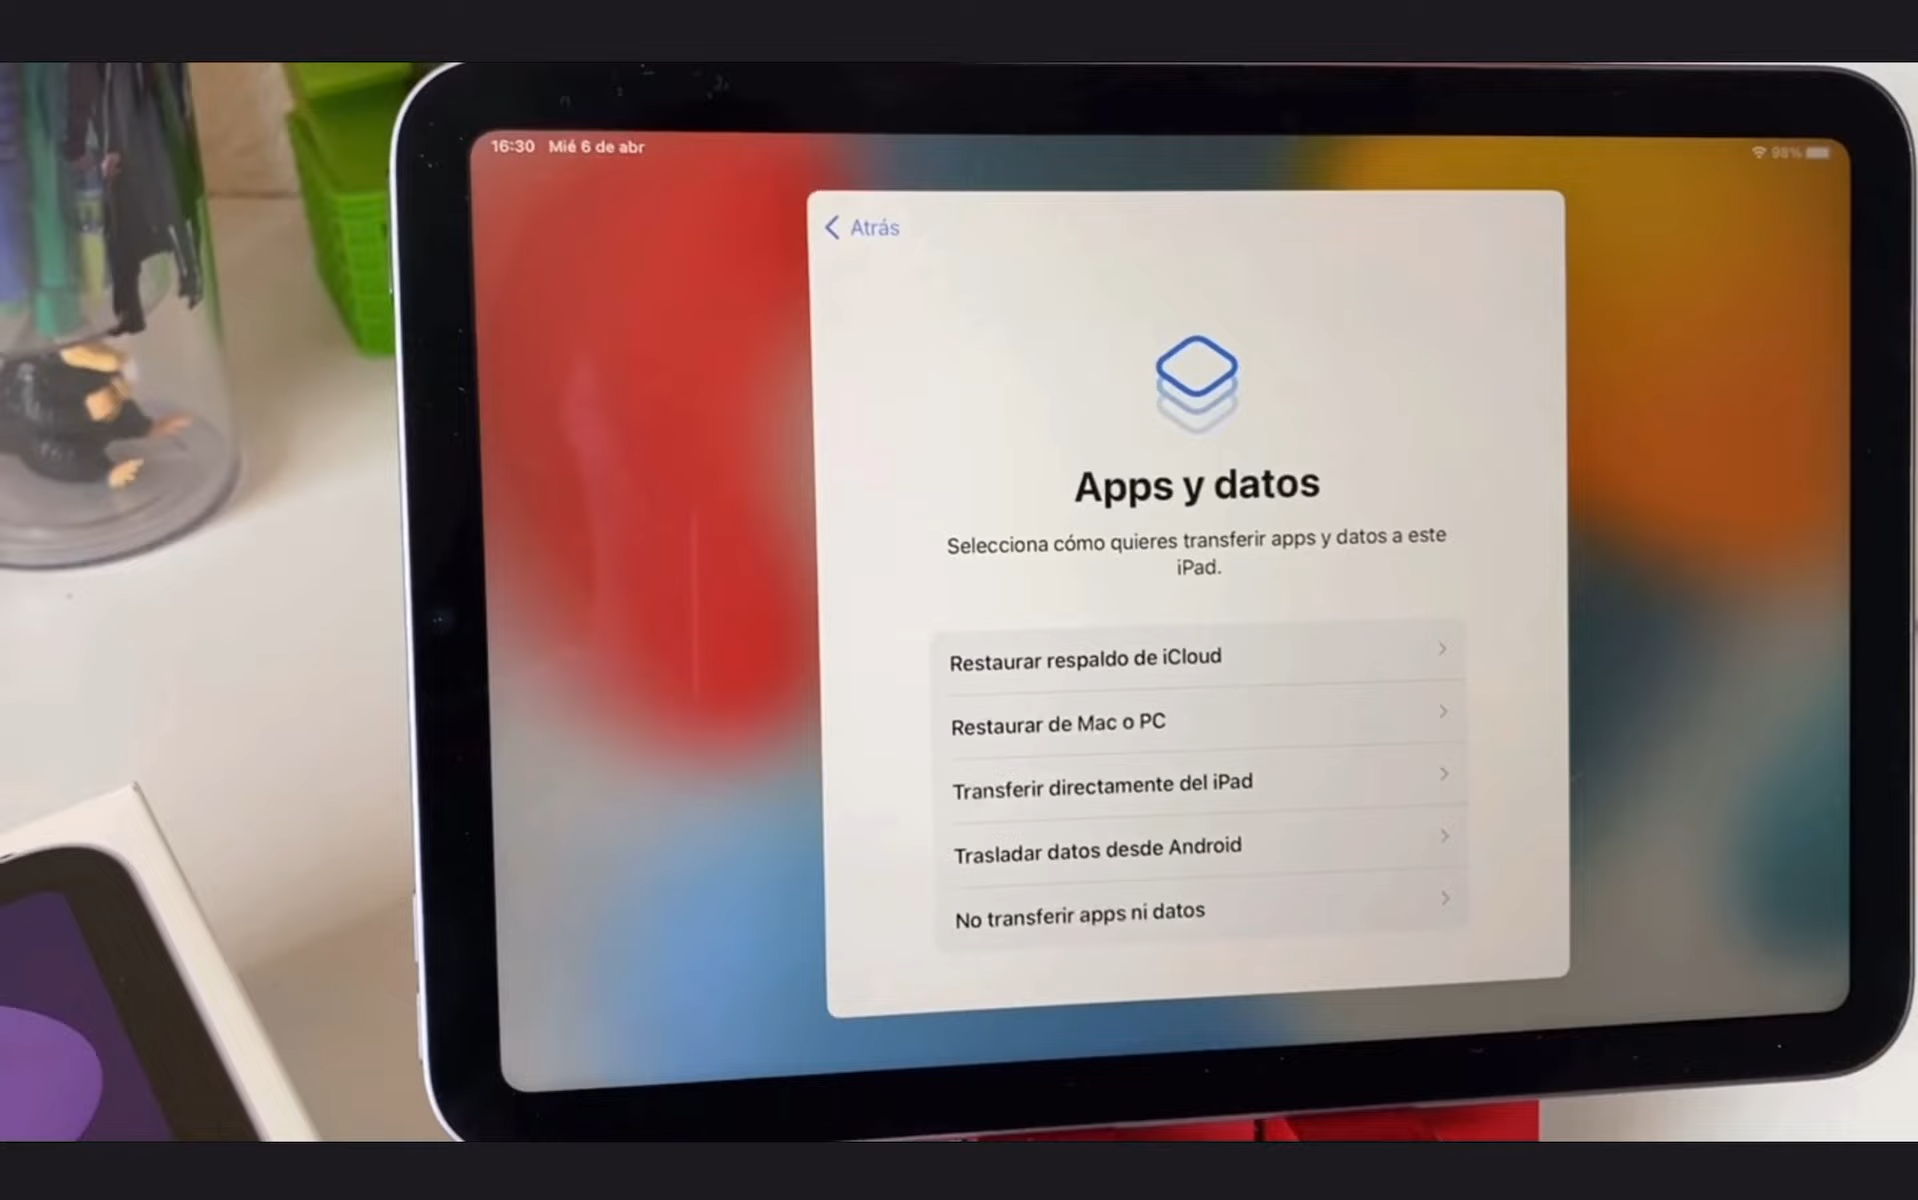 16:30 Mié 6 de abr
98%
Atrás
Apps y datos
Selecciona cómo quieres transferir apps y datos a este
iPad.
Restaurar respaldo de iCloud
Restaurar de Mac o PC
Transferir directamente del iPad
Trasladar datos desde Android
No transferir apps ni datos